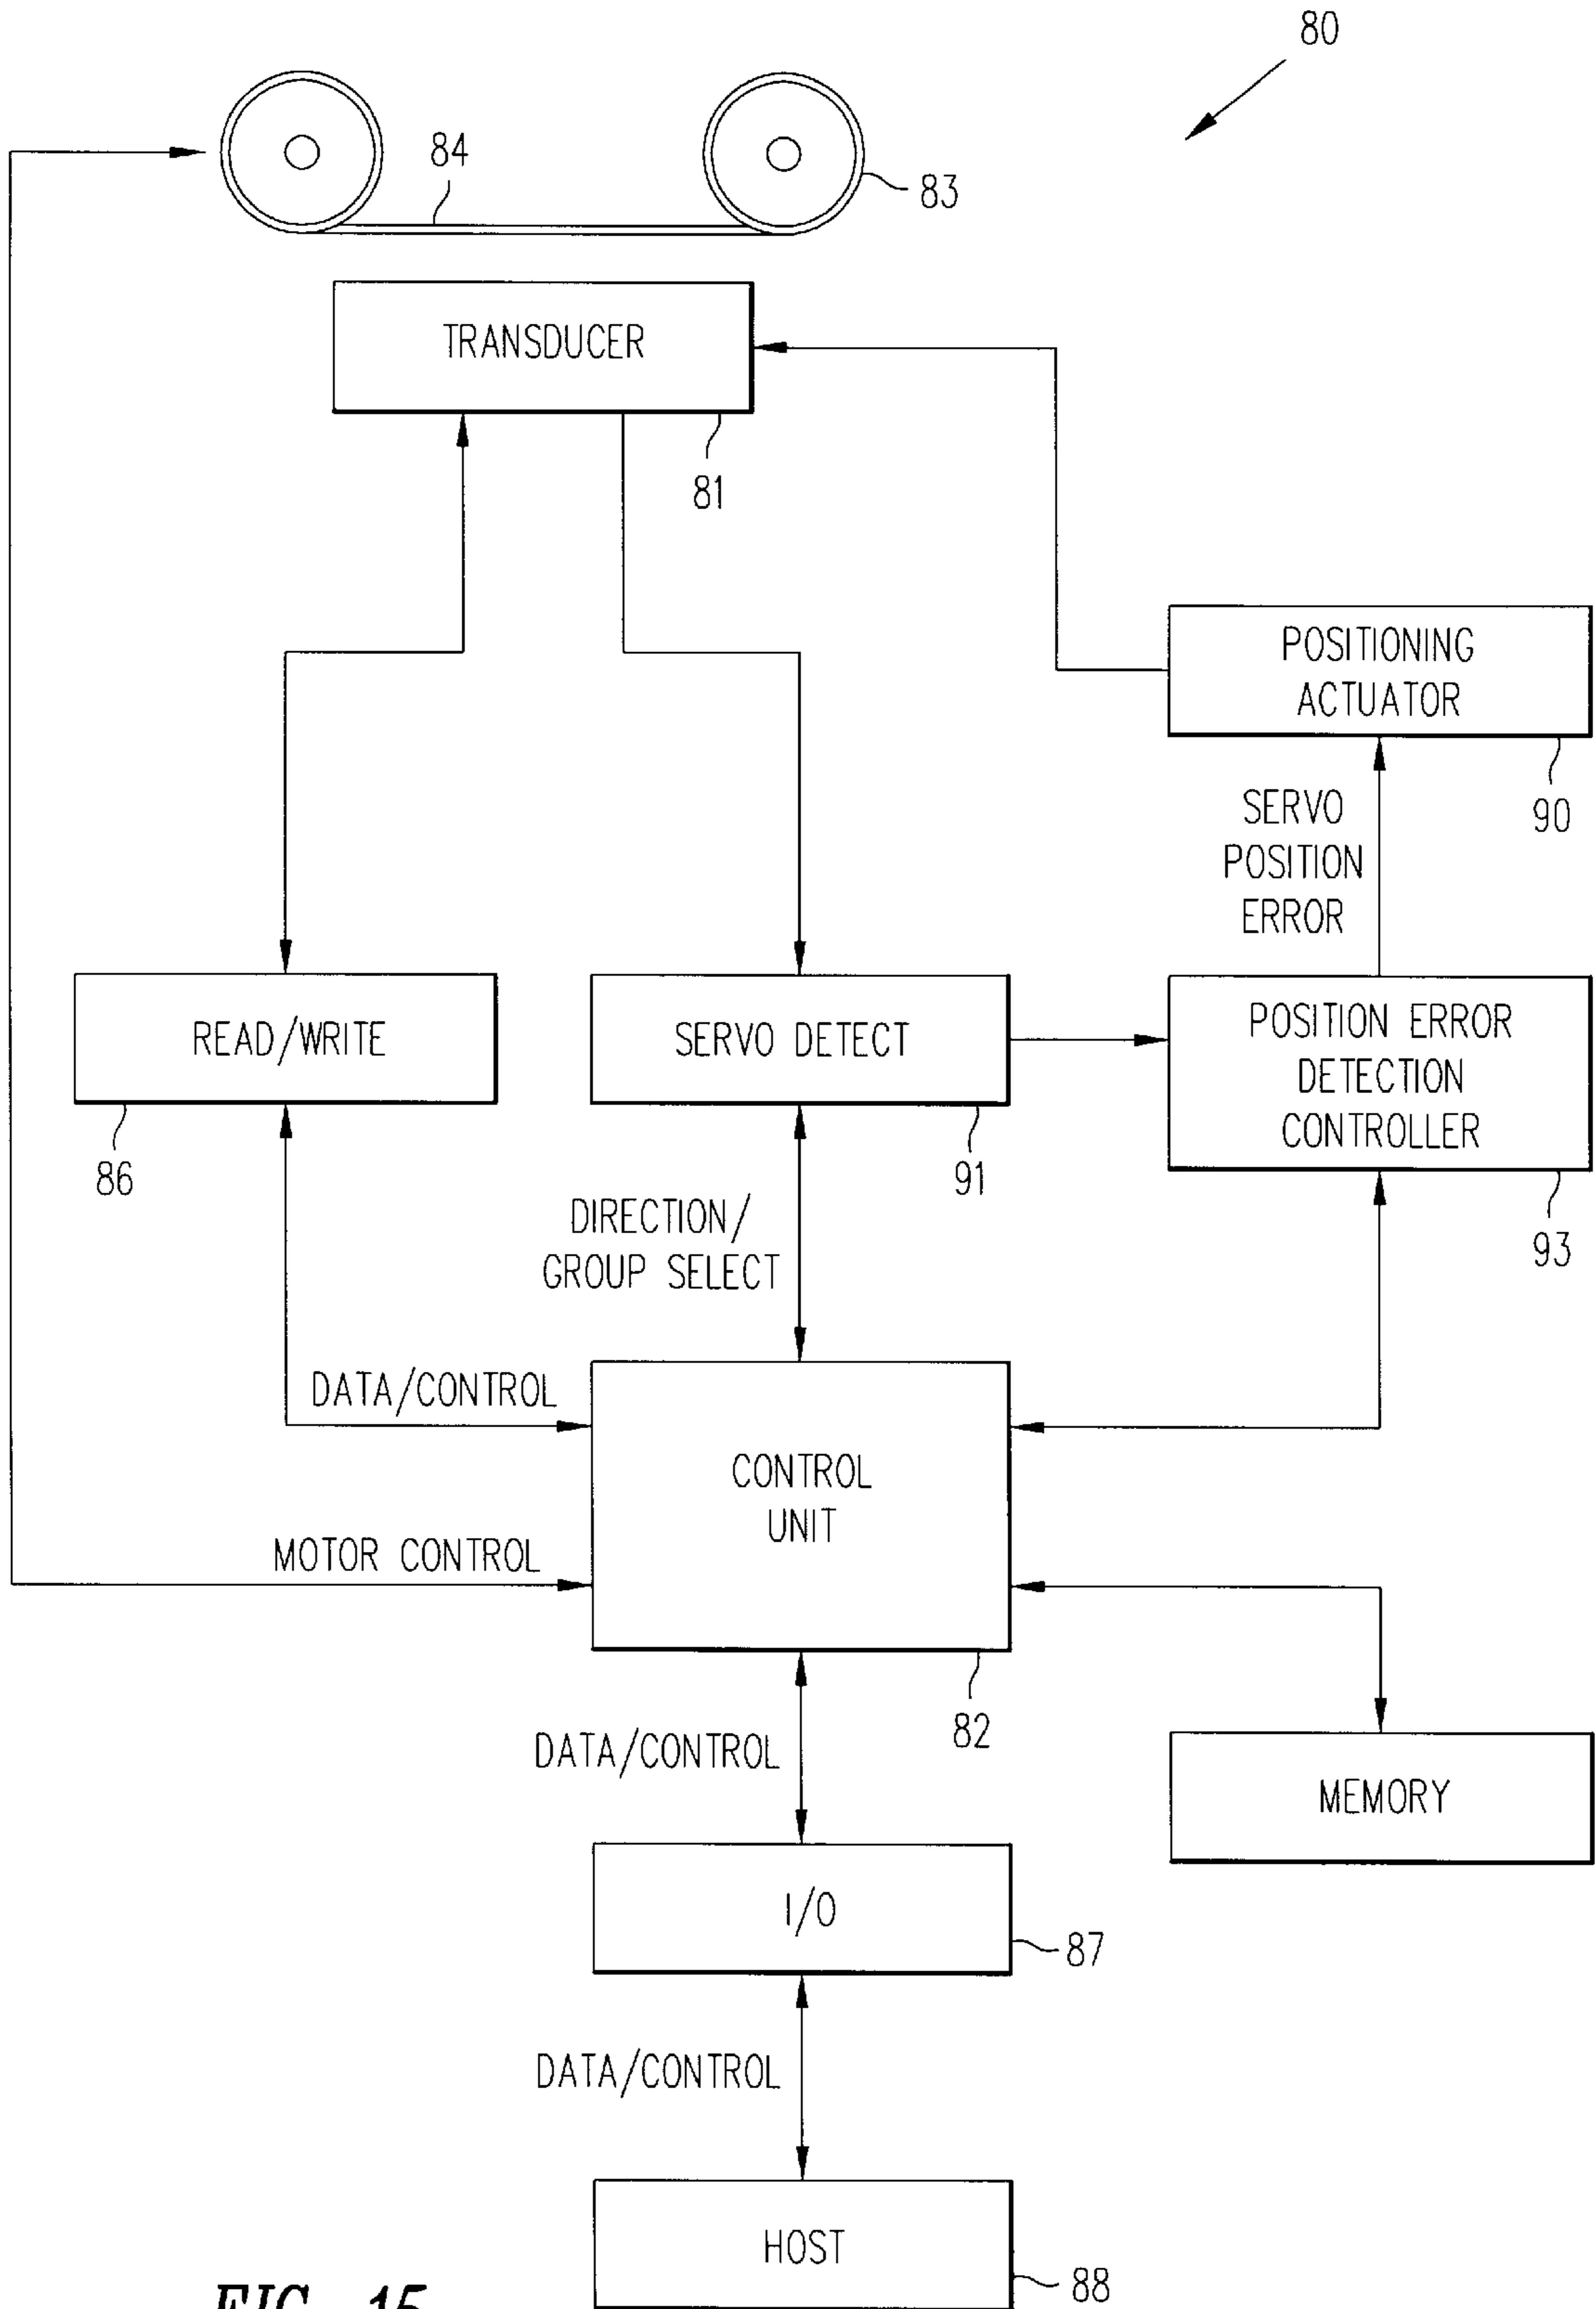 80
84
83
TRANSDUCER
81
POSITIONING
ACTUATOR
90
SERVO
POSITION
ERROR
READ/WRITE
86
SERVO DETECT
91
POSITION ERROR
DETECTION
CONTROLLER
93
DIRECTION/
GROUP SELECT
DATA/CONTROL
CONTROL
UNIT
MOTOR CONTROL
82
DATA/CONTROL
MEMORY
I/O
87
DATA/CONTROL
HOST
88
FIG. 15